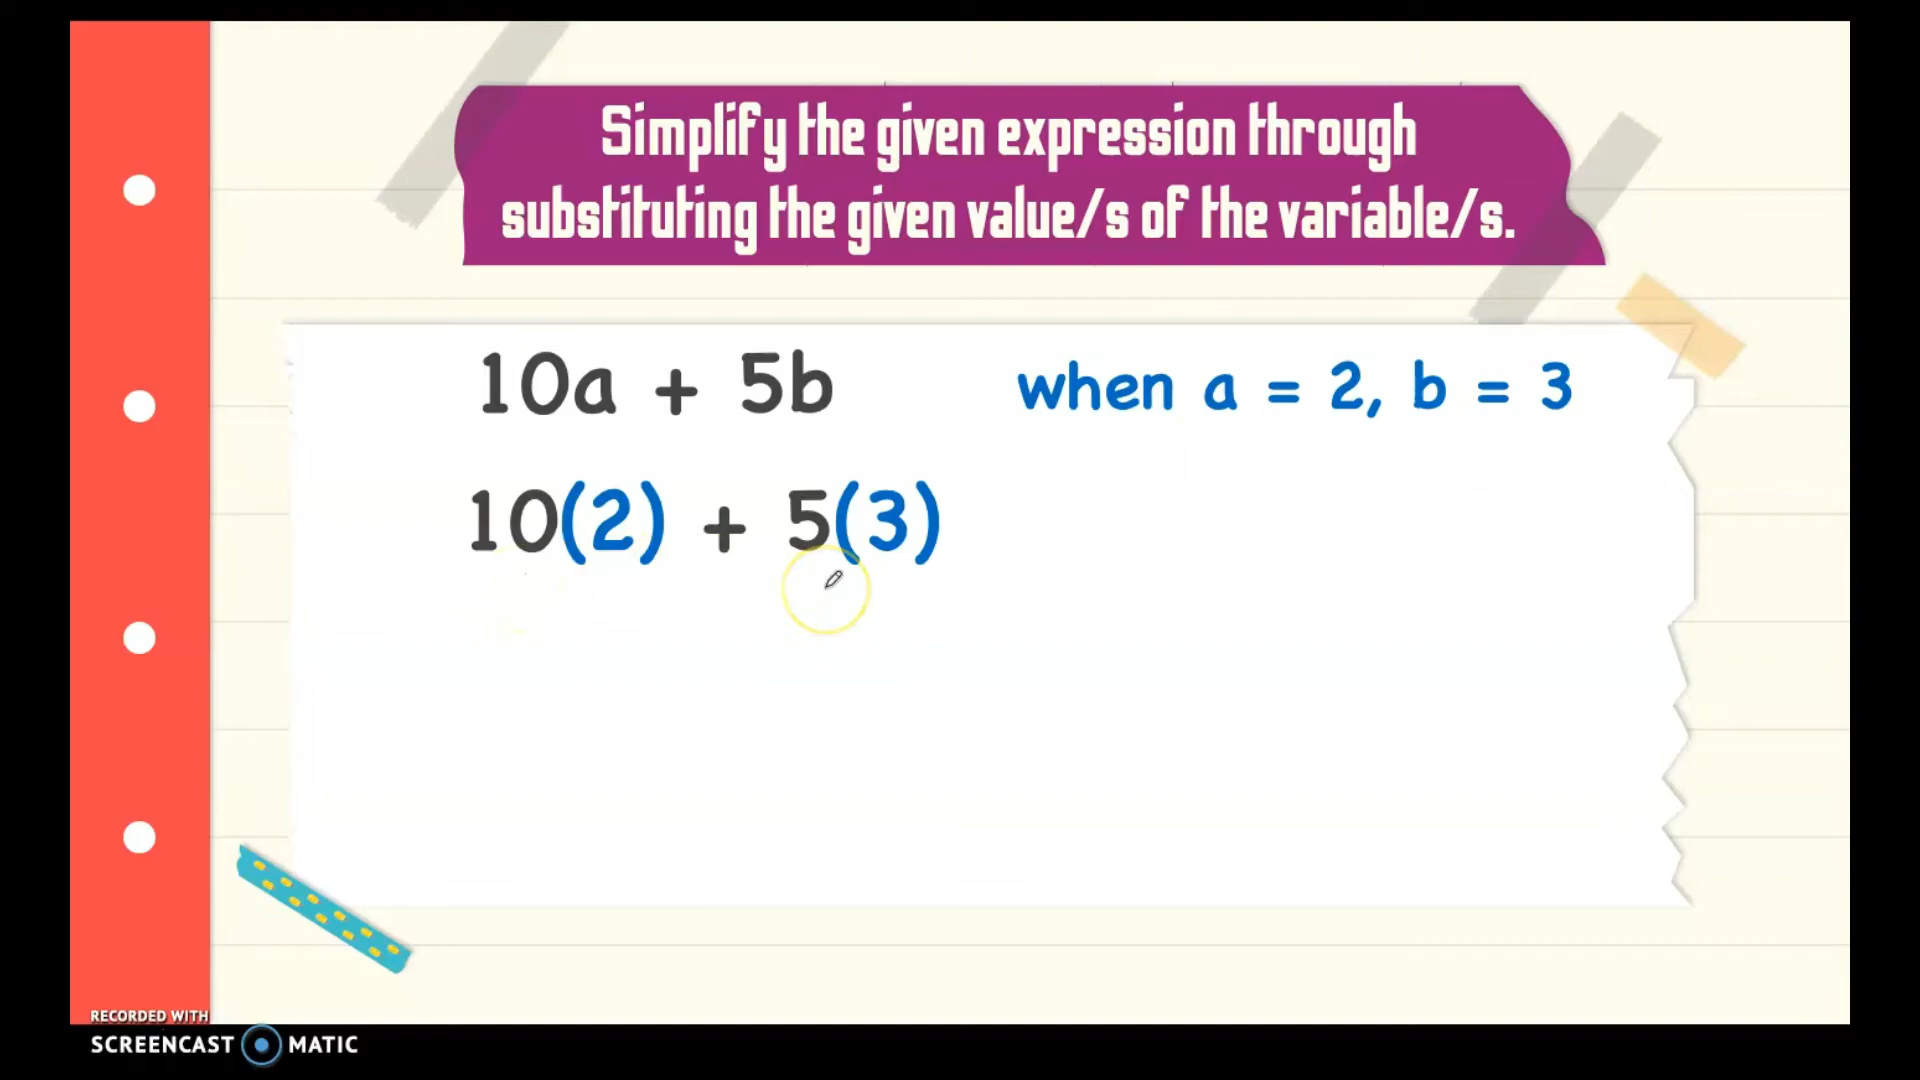 Simplify the given expression through
substituting the given value/s of the variable/s.
10a + 5b when a = 2, b = 3
10(2) + 5(3)
RECORDED WITH
SCREENCAST MATIC